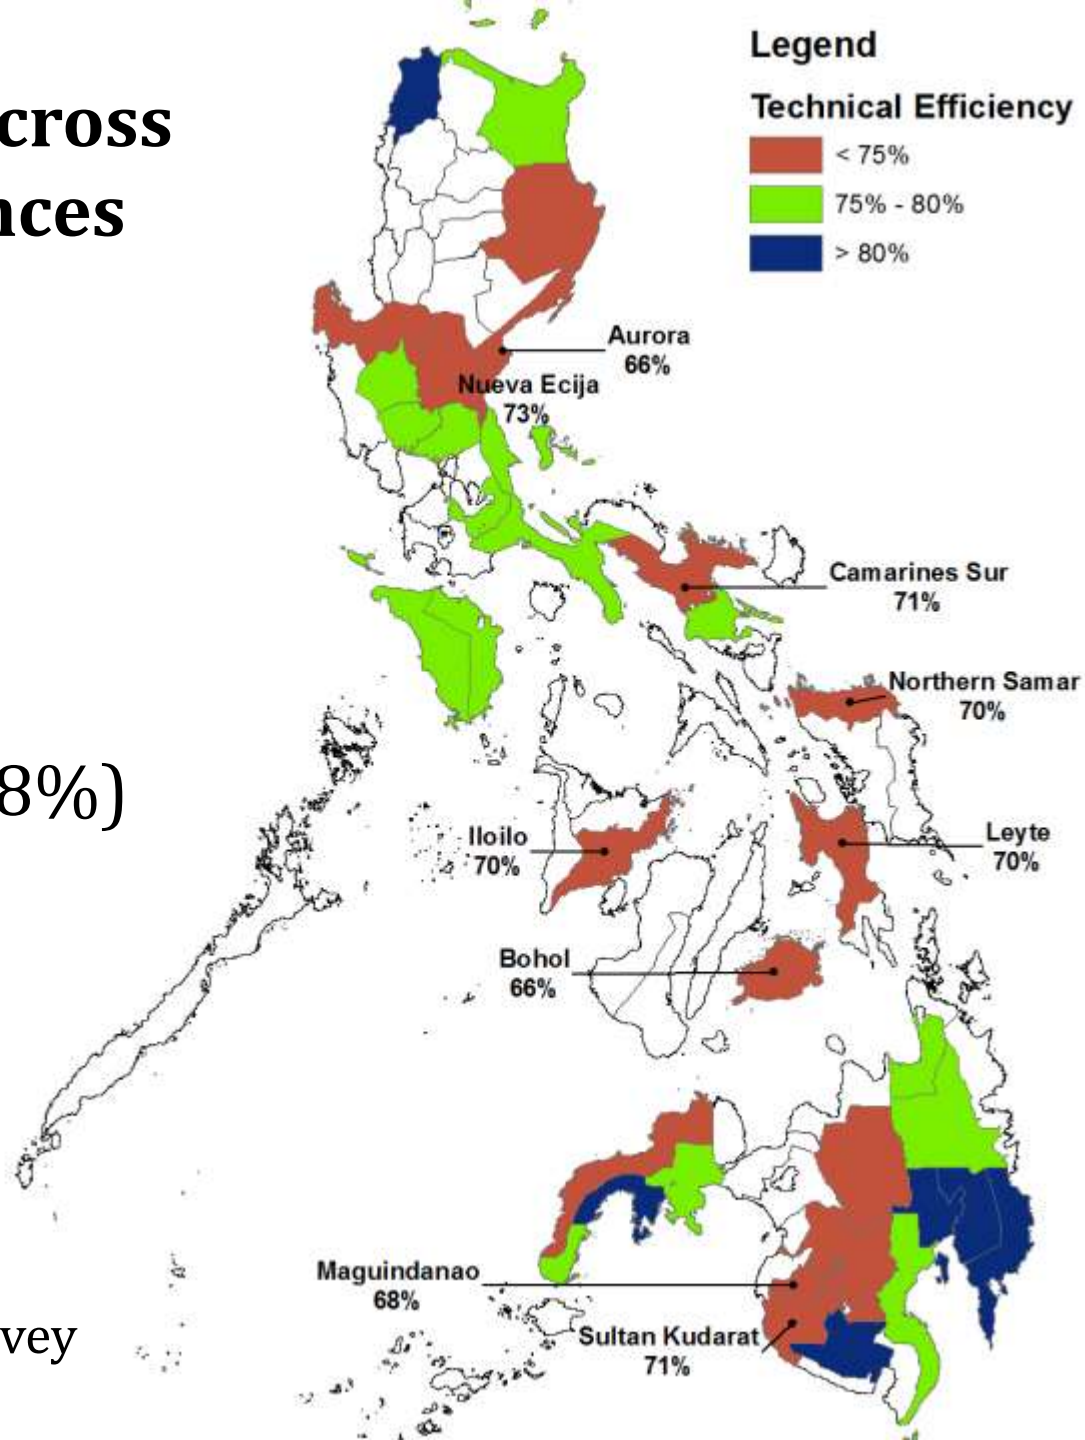 cross
nces
8%)
vey
Legend
Technical Efficiency
< 75%
75% - 80%
> 80%
Aurora
66%
Nueva Ecija
73%
Camarines Sur
71%
Northern Samar
70%
Iloilo
70%
Leyte
70%
Bohol
66%
Maguindanao
68%
Sultan Kudarat
71%